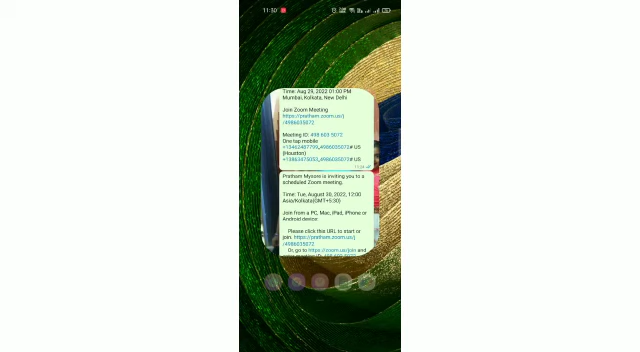 11:30
Time: Aug 29, 2022 01:00 PM
Mumbai, Kolkata, New Delhi
Join Zoom Meeting
https://pratham.zoom.us/j
/4986035072
Meeting ID: 498 603 5072
One tap mobile
+13462487799,,4986035072# US
(Houston)
+13863475053,,4986035072# US
11:24
Pratham Mysore is inviting you to a
scheduled Zoom meeting.
Time: Tue, August 30, 2022, 12:00
Asia/Kolkata(GMT+5:30)
Join from a PC, Mac, iPad, iPhone or
Android device:
Please click this URL to start or
join. https://pratham.zoom.us/j
/4986035072
Or, go to https://zoom.us/join and